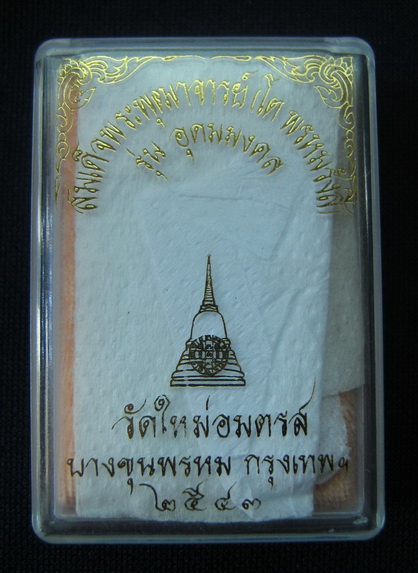 สมเด็จพระพุฒาจารย์ โต พรหมรังสี
รุ่น อุดมมงคล
วัดใหม่อมตรส
บางขุนพรหม กรุงเทพฯ
๒๕๔๓